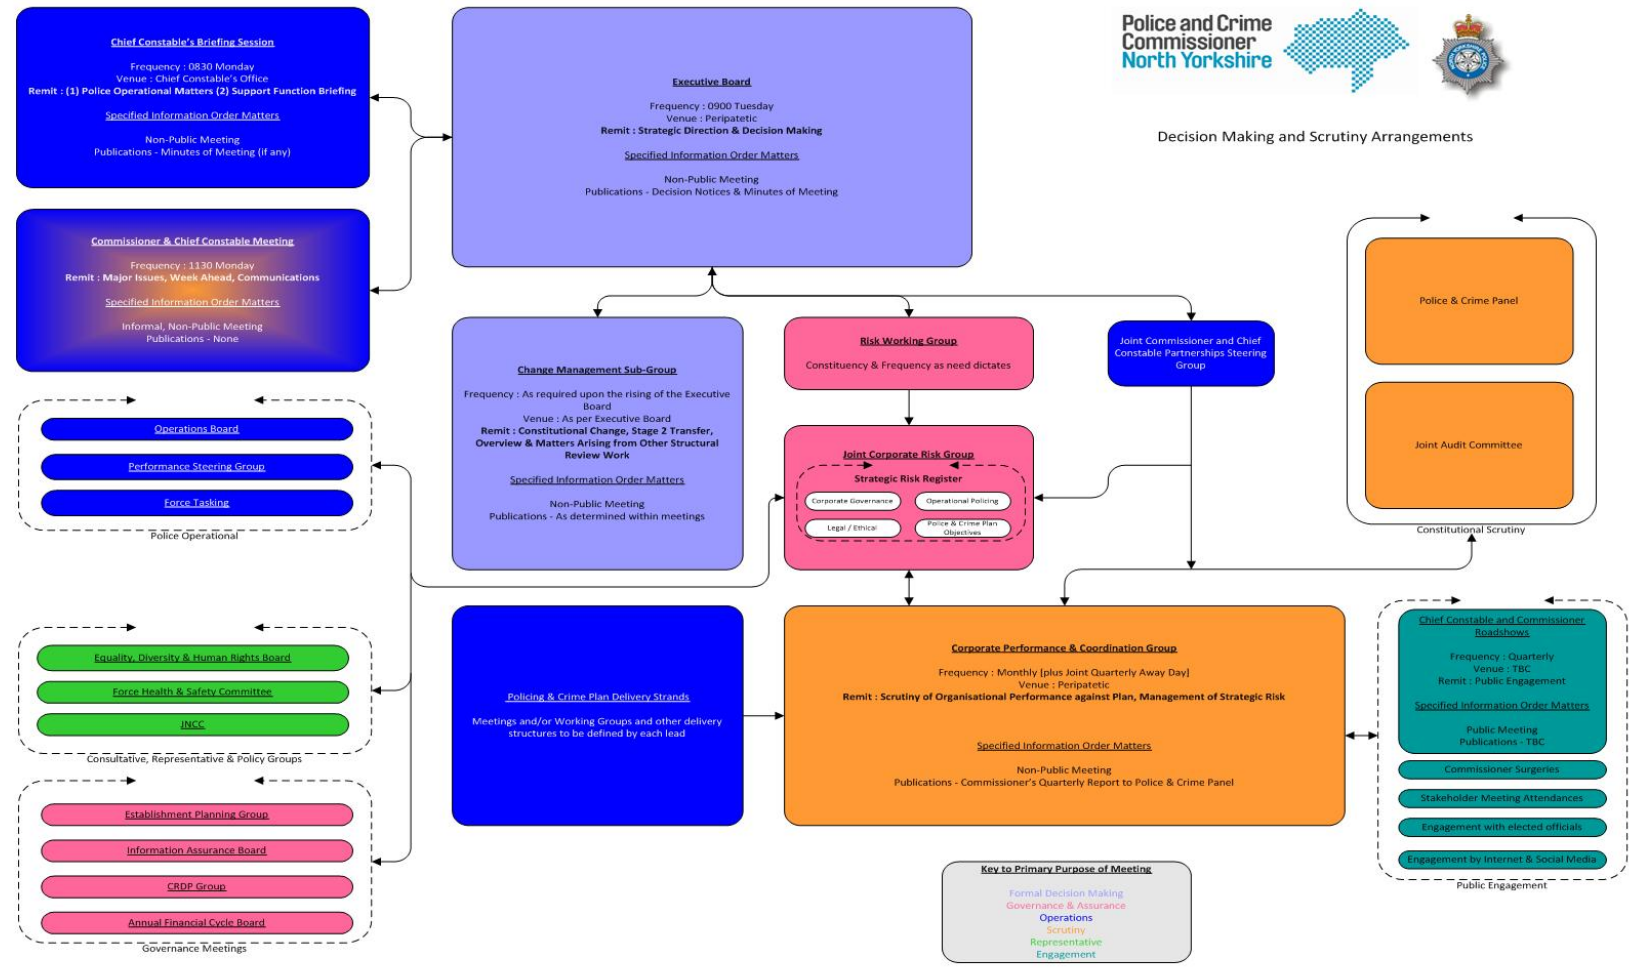 Chief Constable's Briefing Session
Frequency : 0830 Monday
Venue : Chief Constable's Office
Remit : (1) Police Operational Matters (2) Support Function Briefing
Specified Information Order Matters
Non-Public Meeting
Publications - Minutes of Meeting (if any)
Executive Board
Frequency : 0900 Tuesday
Venue : Peripatetic
Remit : Strategic Direction & Decision Making
Specified Information Order Matters
Non-Public Meeting
Publications - Decision Notices & Minutes of Meeting
Police and Crime
Commissioner
North Yorkshire
Decision Making and Scrutiny Arrangements
Commissioner & Chief Constable Meeting
Frequency : 1130 Monday
Remit : Major Issues, Week Ahead, Communications
Specified Information Order Matters
Informal, Non-Public Meeting
Publications - None
Operations Board
Performance Steering Group
Force Tasking
Police Operational
Change Management Sub-Group
Frequency : As required upon the rising of the Executive
Board
Venue : As per Executive Board
Remit : Constitutional Change, Stage 2 Transfer,
Overview & Matters Arising from Other Structural
Review Work
Specified Information Order Matters
Non-Public Meeting
Publications - As determined within meetings
Risk Working Group
Constituency & Frequency as need dictates
Joint Corporate Risk Group
Strategic Risk Register
Corporate Governance
Operational Policing
Legal / Ethical
Police & Crime Plan
Objectives
Joint Commissioner and Chief
Constable Partnerships Steering
Group
Police & Crime Panel
Joint Audit Committee
Constitutional Scrutiny
Equality, Diversity & Human Rights Board
Force Health & Safety Committee
JNCC
Consultative, Representative & Policy Groups
Establishment Planning Group
Information Assurance Board
CRDP Group
Annual Financial Cycle Board
Governance Meetings
Policing & Crime Plan Delivery Strands
Meetings and/or Working Groups and other delivery
structures to be defined by each lead
Corporate Performance & Coordination Group
Frequency : Monthly [plus Joint Quarterly Away Day]
Venue : Peripatetic
Remit : Scrutiny of Organisational Performance against Plan, Management of Strategic Risk
Specified Information Order Matters
Non-Public Meeting
Publications - Commissioner's Quarterly Report to Police & Crime Panel
Chief Constable and Commissioner
Roadshows
Frequency : Quarterly
Venue : TBC
Remit : Public Engagement
Specified Information Order Matters
Public Meeting
Publications - TBC
Commissioner Surgeries
Stakeholder Meeting Attendances
Engagement with elected officials
Engagement by Internet & Social Media
Public Engagement
Key to Primary Purpose of Meeting
Formal Decision Making
Governance & Assurance
Operations
Scrutiny
Representative
Engagement